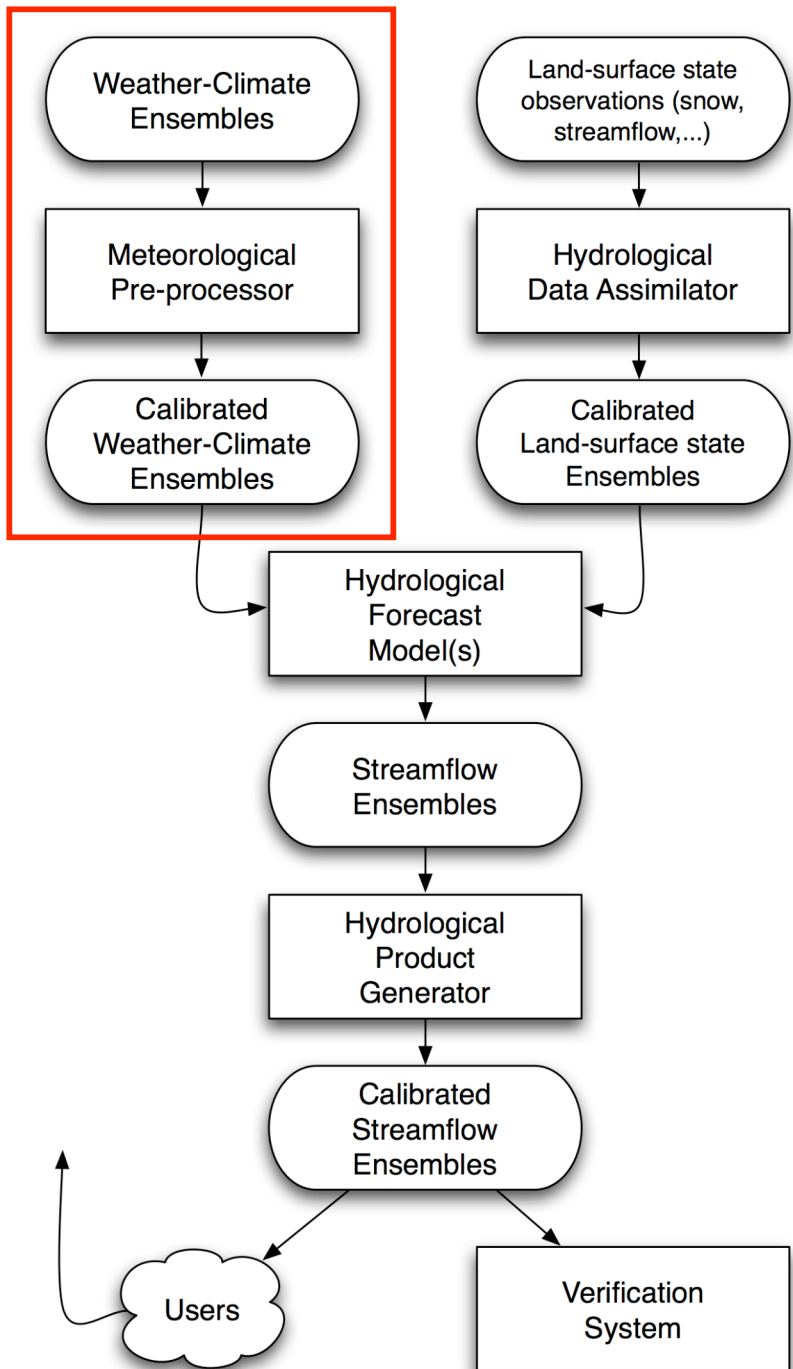 Weather-Climate
Ensembles
Land-surface state
observations (snow,
streamflow,...)
Meteorological
Pre-processor
Hydrological
Data Assimilator
Calibrated
Weather-Climate
Ensembles
Calibrated
Land-surface state
Ensembles
Hydrological
Forecast
Model(s)
Streamflow
Ensembles
Hydrological
Product
Generator
Calibrated
Streamflow
Ensembles
Users
Verification
System